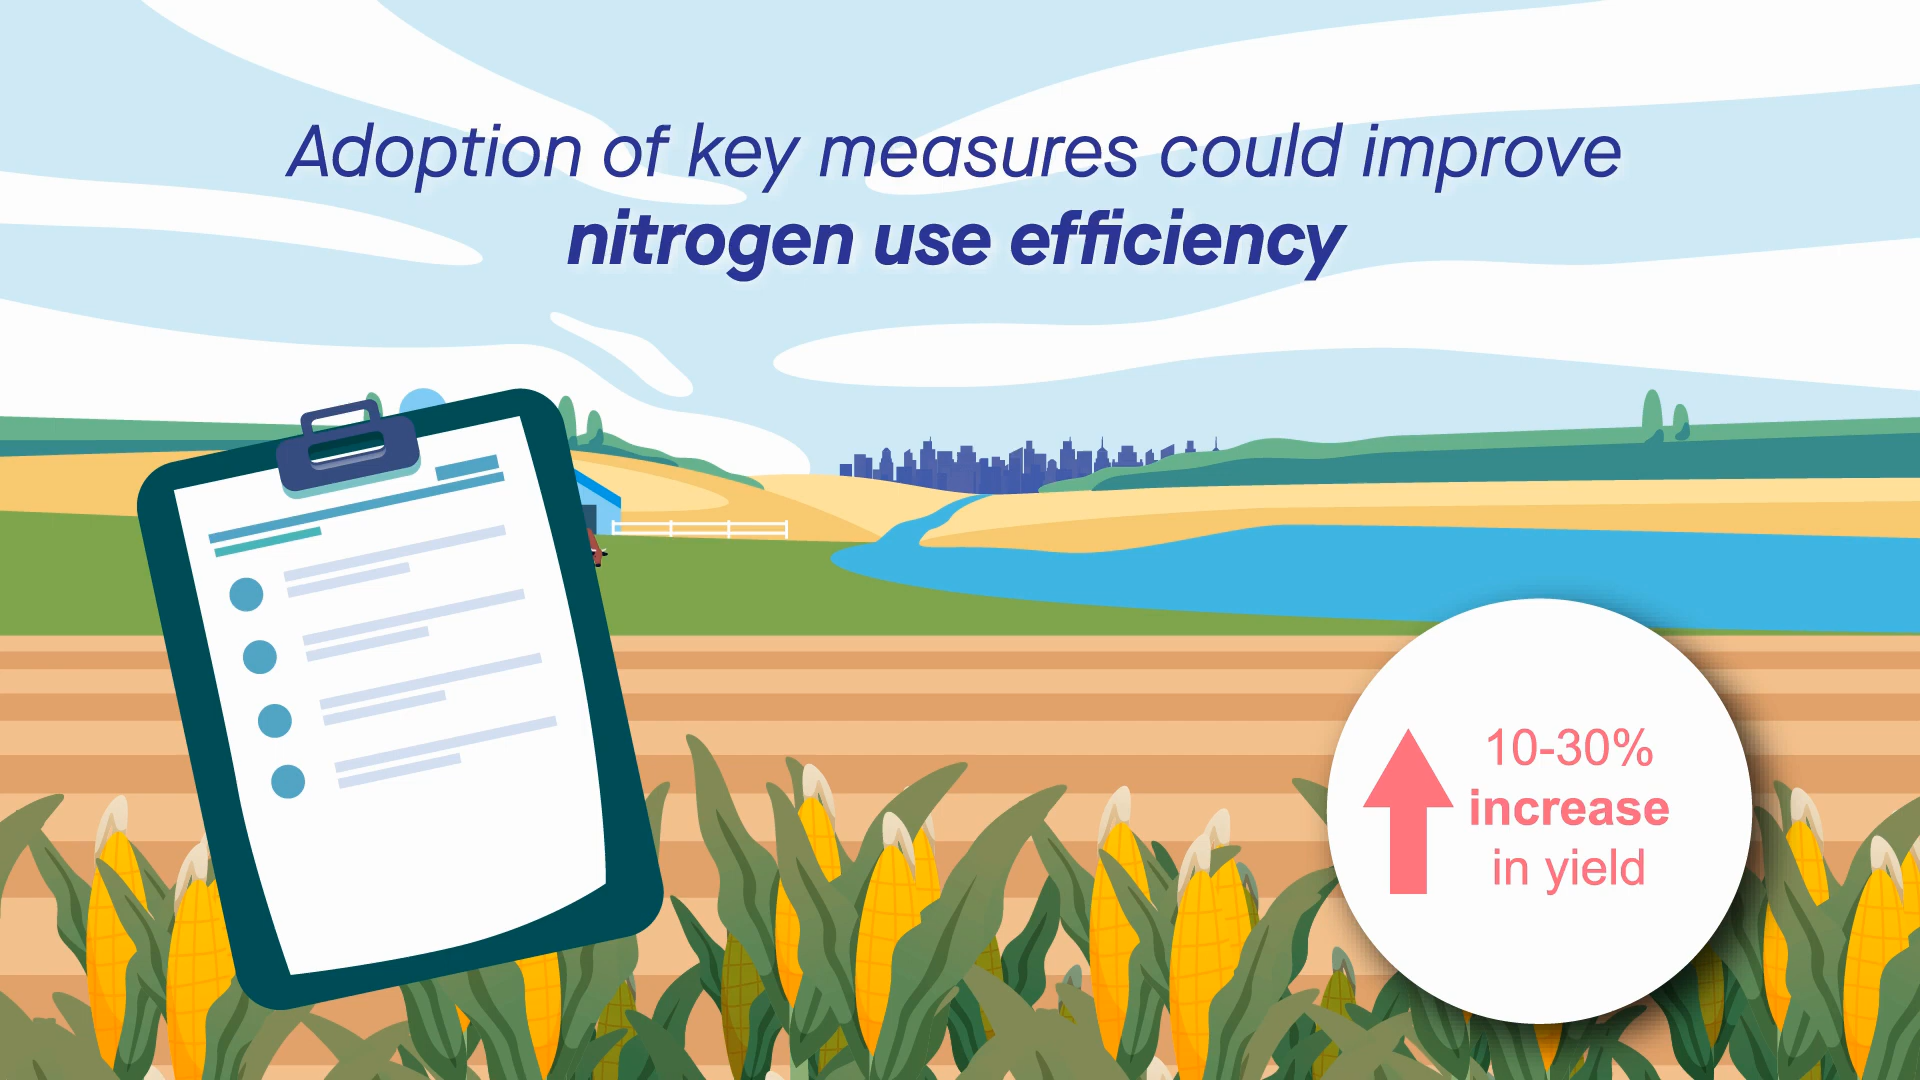 Adoption of key measures could improve
nitrogen use efficiency
10-30%
increase
in yield